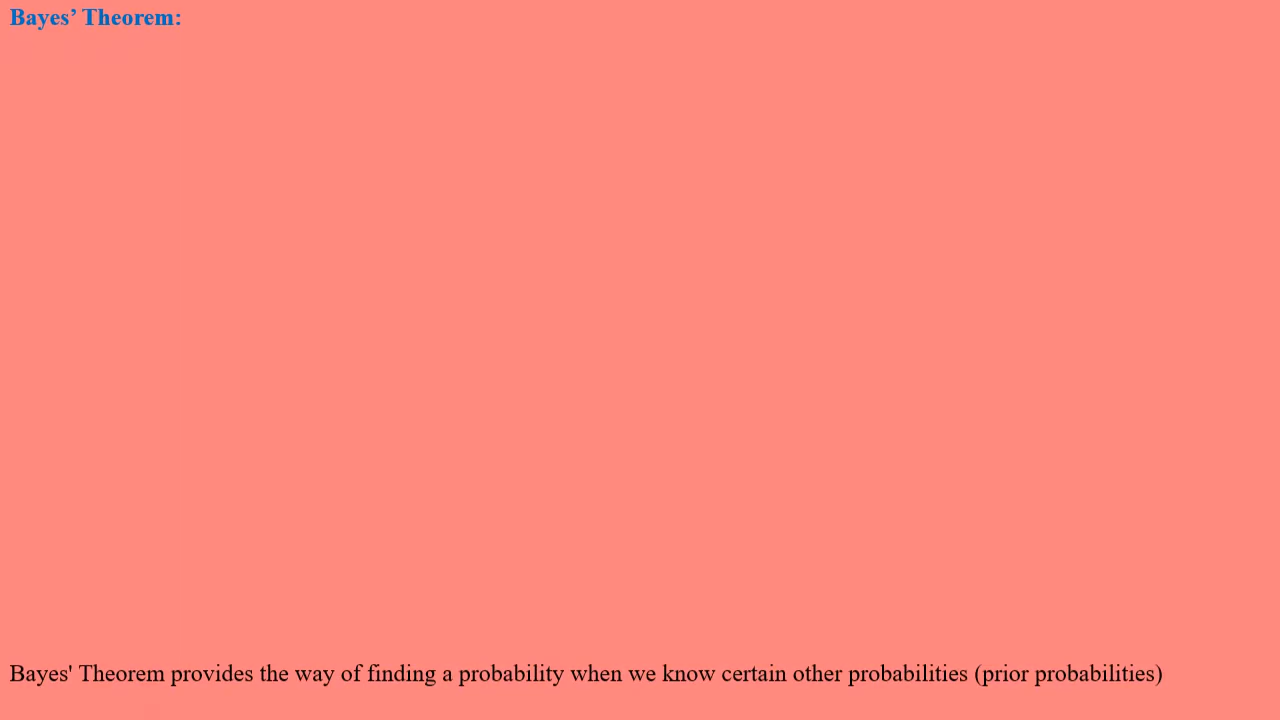 Bayes’ Theorem:
Bayes' Theorem provides the way of finding a probability when we know certain other probabilities (prior probabilities)